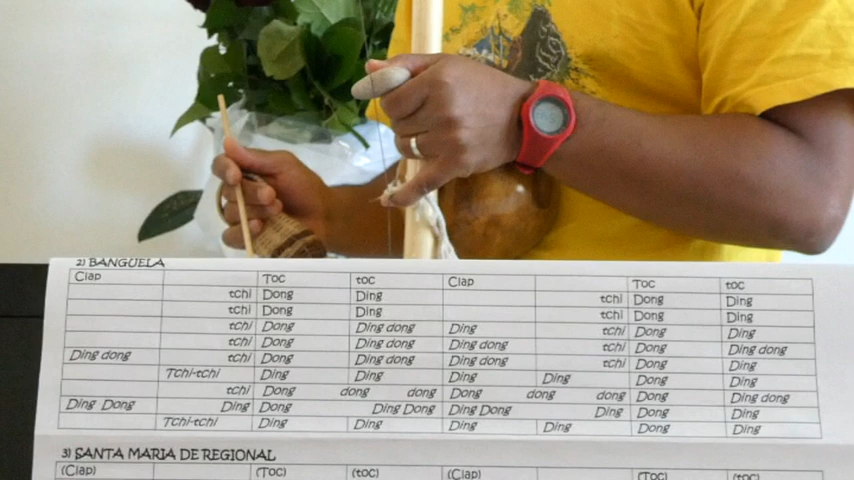 2) BANGUELA
Clap Toc toc Clap Toc toc
tchi Dong Ding tchi Dong Ding
tchi Dong Ding tchi Dong Ding
tchi Dong Ding dong Ding tchi Dong Ding
tchi Dong Ding dong Ding dong tchi Dong Ding dong
Ding dong tchi Dong Ding dong Ding dong tchi Dong Ding
Tchi-tchi Ding Ding Ding Ding Dong Ding
tchi Dong dong dong Dong dong dong Dong Ding dong
Ding Dong Ding Dong Ding Dong Ding Dong Ding Dong Ding
Tchi-tchi Ding Ding Ding Ding Dong Ding
3) SANTA MARIA DE REGIONAL
(Clap) (Toc) (toc) (Clap) (Toc) (toc)